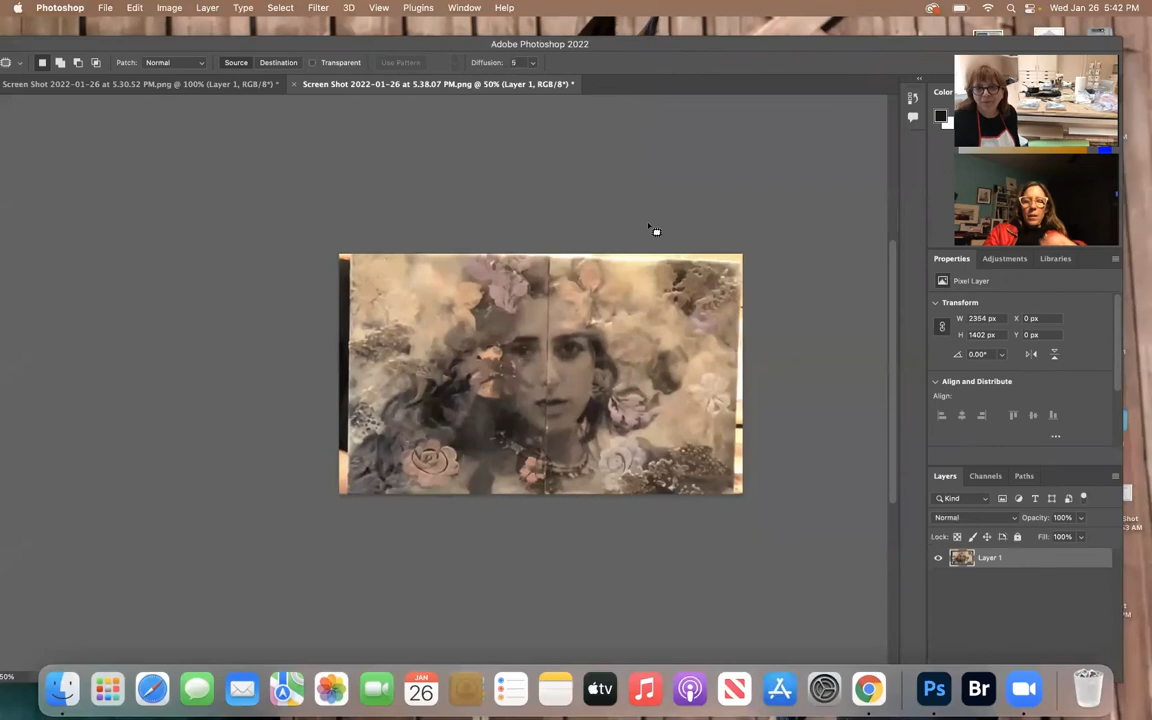 Photoshop File Edit Image Layer Type Select Filter 3D View Plugins Window Help Wed Jan 26 5:42 PM
Adobe Photoshop 2022
Patch: Normal Source Destination Transparent Use Pattern Diffusion: 5
Screen Shot 2022-01-26 at 5.30.52 PM.png @ 100% (Layer 1, RGB/8*) * × Screen Shot 2022-01-26 at 5.38.07 PM.png @ 50% (Layer 1, RGB/8*) *
Color
Properties Adjustments Libraries
Pixel Layer
Transform
W 2354 px X 0 px
H 1402 px Y 0 px
0.00°
Align and Distribute
Align:
Layers Channels Paths
Kind
Normal Opacity: 100%
Lock: Fill: 100%
Layer 1
50%
JAN
26
tv
Ps
Br